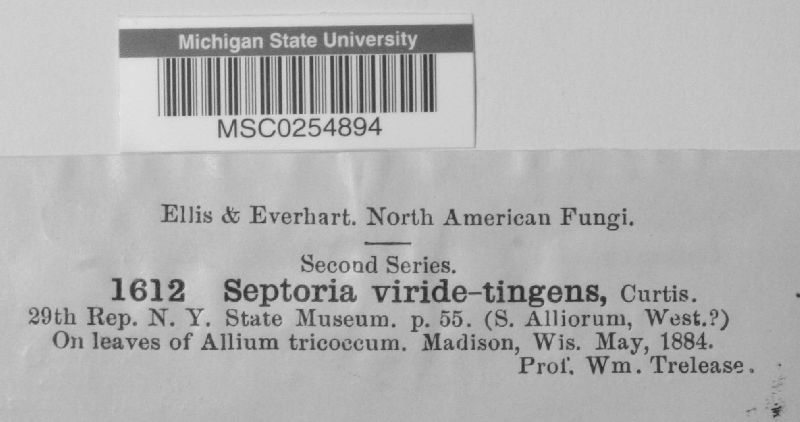 Michigan State University
MSC0254894
Ellis & Everhart. North American Fungi.
Second Series.
1612 Septoria viride-tingens, Curtis.
29th Rep. N. Y. State Museum. p. 55. (S. Alliorum, West.?)
On leaves of Allium tricoccum. Madison, Wis. May, 1884.
Prof. Wm. Trelease.